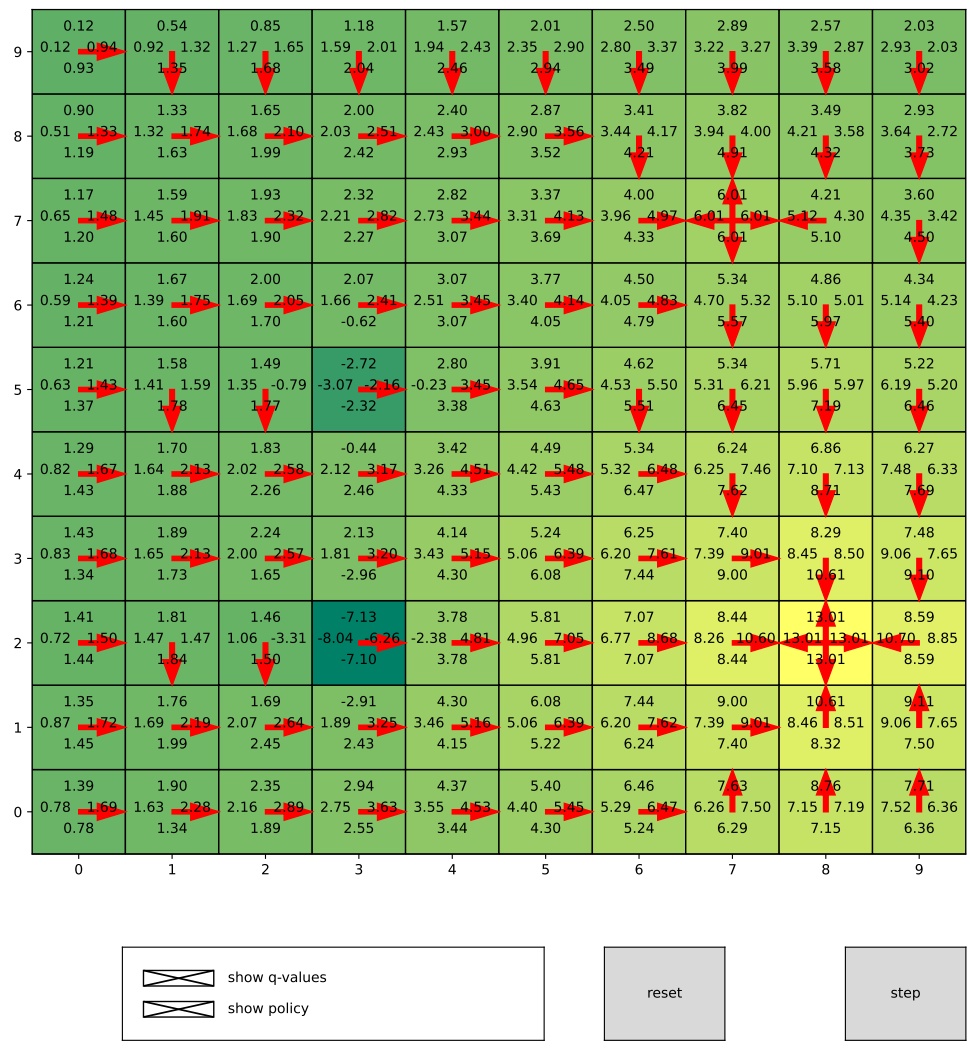 0.12 0.54 0.85 1.18 1.57 2.01 2.50 2.89 2.57 2.03
9 0.12 0.94 0.92 1.32 1.27 1.65 1.59 2.01 1.94 2.43 2.35 2.90 2.80 3.37 3.22 3.27 3.39 2.87 2.93 2.03
0.93 1.35 1.68 2.04 2.46 2.94 3.49 3.99 3.58 3.02
0.90 1.33 1.65 2.00 2.40 2.87 3.41 3.82 3.49 2.93
8 0.51 1.33 1.32 1.74 1.68 2.10 2.03 2.51 2.43 3.00 2.90 3.56 3.44 4.17 3.94 4.00 4.21 3.58 3.64 2.72
1.19 1.63 1.99 2.42 2.93 3.52 4.21 4.91 4.32 3.73
1.17 1.59 1.93 2.32 2.82 3.37 4.00 6.01 4.21 3.60
7 0.65 1.48 1.45 1.91 1.83 2.32 2.21 2.82 2.73 3.44 3.31 4.13 3.96 4.97 6.01 6.01 5.12 4.30 4.35 3.42
1.20 1.60 1.90 2.27 3.07 3.69 4.33 6.01 5.10 4.50
1.24 1.67 2.00 2.07 3.07 3.77 4.50 5.34 4.86 4.34
6 0.59 1.39 1.39 1.75 1.69 2.05 1.66 2.41 2.51 3.45 3.40 4.14 4.05 4.83 4.70 5.32 5.10 5.01 5.14 4.23
1.21 1.60 1.70 -0.62 3.07 4.05 4.79 5.57 5.97 5.40
1.21 1.58 1.49 -2.72 2.80 3.91 4.62 5.34 5.71 5.22
5 0.63 1.43 1.41 1.59 1.35 -0.79 -3.07 -2.16 -0.23 3.45 3.54 4.65 4.53 5.50 5.31 6.21 5.96 5.97 6.19 5.20
1.37 1.78 1.77 -2.32 3.38 4.63 5.51 6.45 7.19 6.46
1.29 1.70 1.83 -0.44 3.42 4.49 5.34 6.24 6.86 6.27
4 0.82 1.67 1.64 2.13 2.02 2.58 2.12 3.17 3.26 4.51 4.42 5.48 5.32 6.48 6.25 7.46 7.10 7.13 7.48 6.33
1.43 1.88 2.26 2.46 4.33 5.43 6.47 7.62 8.71 7.69
1.43 1.89 2.24 2.13 4.14 5.24 6.25 7.40 8.29 7.48
3 0.83 1.68 1.65 2.13 2.00 2.57 1.81 3.20 3.43 5.15 5.06 6.39 6.20 7.61 7.39 9.01 8.45 8.50 9.06 7.65
1.34 1.73 1.65 -2.96 4.30 6.08 7.44 9.00 10.61 9.10
1.41 1.81 1.46 -7.13 3.78 5.81 7.07 8.44 13.01 8.59
2 0.72 1.50 1.47 1.47 1.06 -3.31 -8.04 -6.26 -2.38 4.81 4.96 7.05 6.77 8.68 8.26 10.60 13.01 13.01 10.70 8.85
1.44 1.84 1.50 -7.10 3.78 5.81 7.07 8.44 13.01 8.59
1.35 1.76 1.69 -2.91 4.30 6.08 7.44 9.00 10.61 9.11
1 0.87 1.72 1.69 2.19 2.07 2.64 1.89 3.25 3.46 5.16 5.06 6.39 6.20 7.62 7.39 9.01 8.46 8.51 9.06 7.65
1.45 1.99 2.45 2.43 4.15 5.22 6.24 7.40 8.32 7.50
1.39 1.90 2.35 2.94 4.37 5.40 6.46 7.63 8.76 7.71
0 0.78 1.69 1.63 2.28 2.16 2.89 2.75 3.63 3.55 4.53 4.40 5.45 5.29 6.47 6.26 7.50 7.15 7.19 7.52 6.36
0.78 1.34 1.89 2.55 3.44 4.30 5.24 6.29 7.15 6.36
0 1 2 3 4 5 6 7 8 9
show q-values
show policy
reset
step